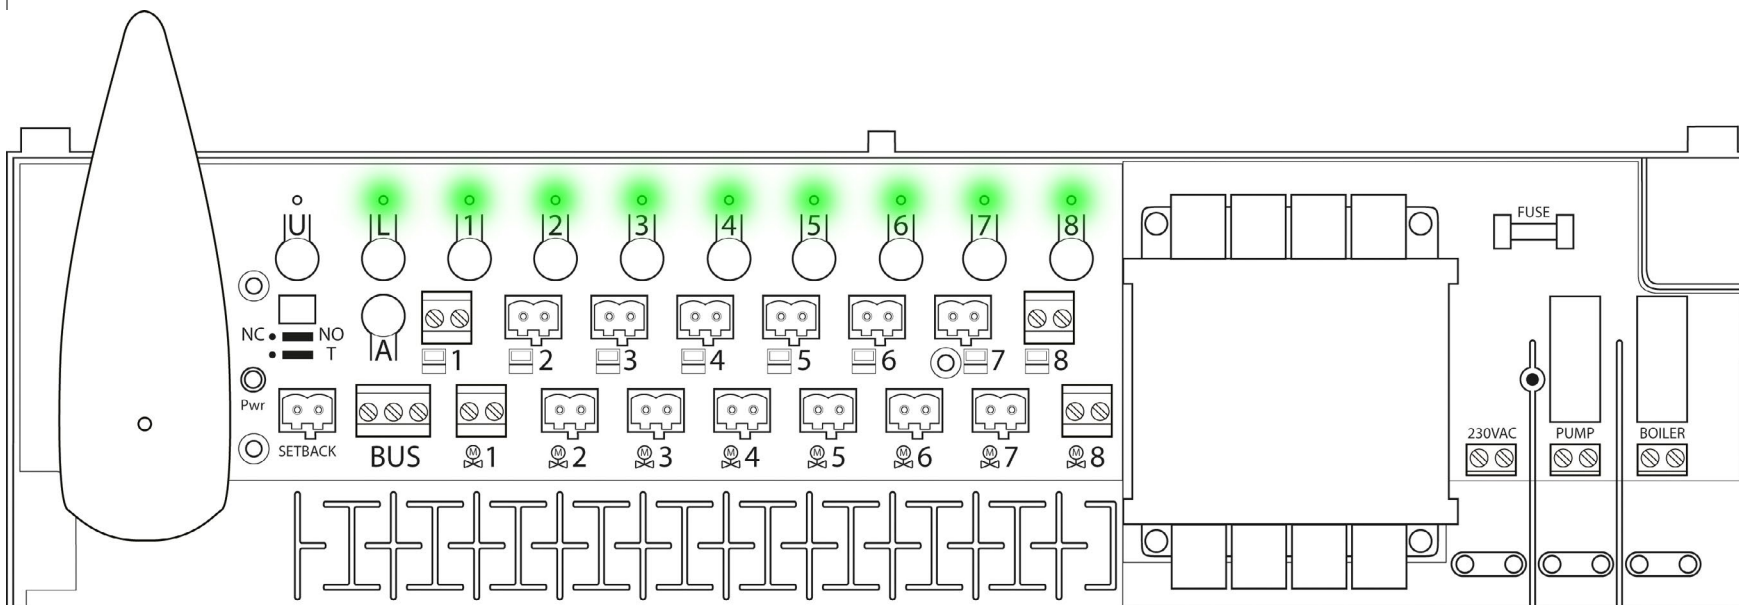 U L 1 2 3 4 5 6 7 8
FUSE
NC NO
T
A
1 2 3 4 5 6 7 8
Pwr
SETBACK
BUS
M 1 M 2 M 3 M 4 M 5 M 6 M 7 M 8
230VAC PUMP BOILER